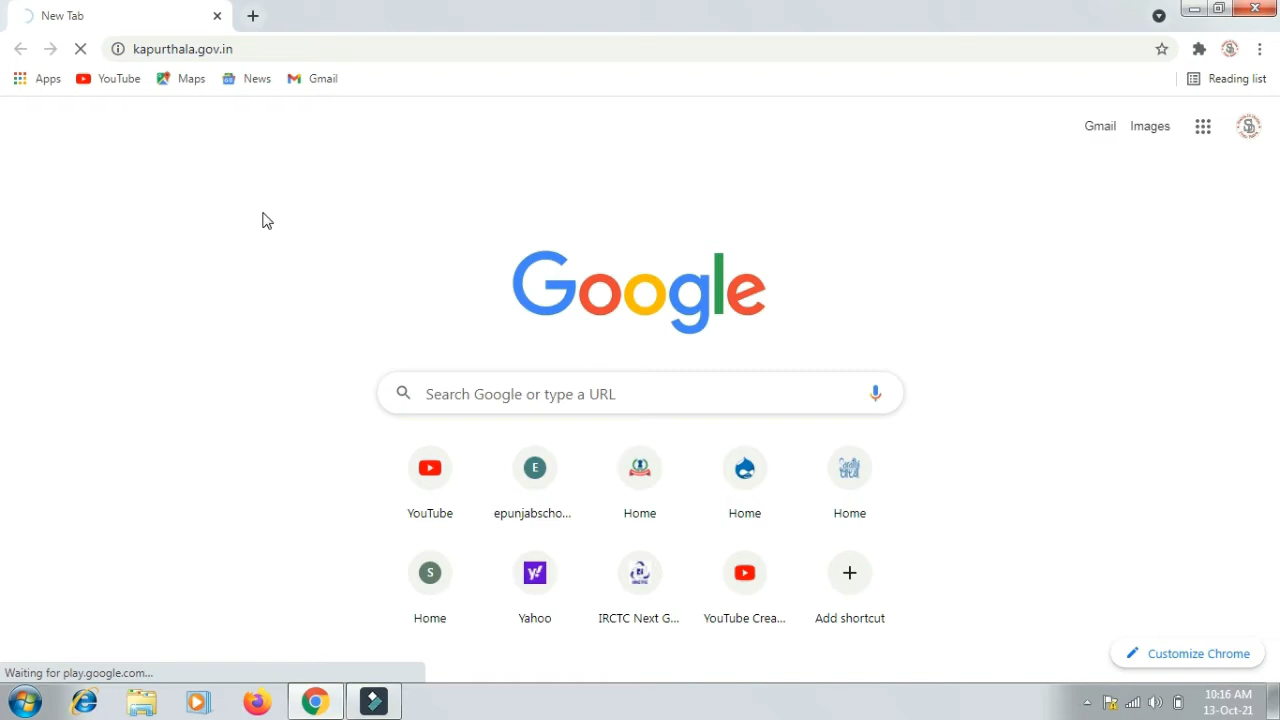 New Tab
kapurthala.gov.in
Apps YouTube Maps News Gmail Reading list
Gmail Images
Google
Search Google or type a URL
E
YouTube epunjabscho... Home Home Home
S
Home Yahoo IRCTC Next G... YouTube Crea... Add shortcut
Customize Chrome
Waiting for play.google.com...
10:16 AM
13-Oct-21